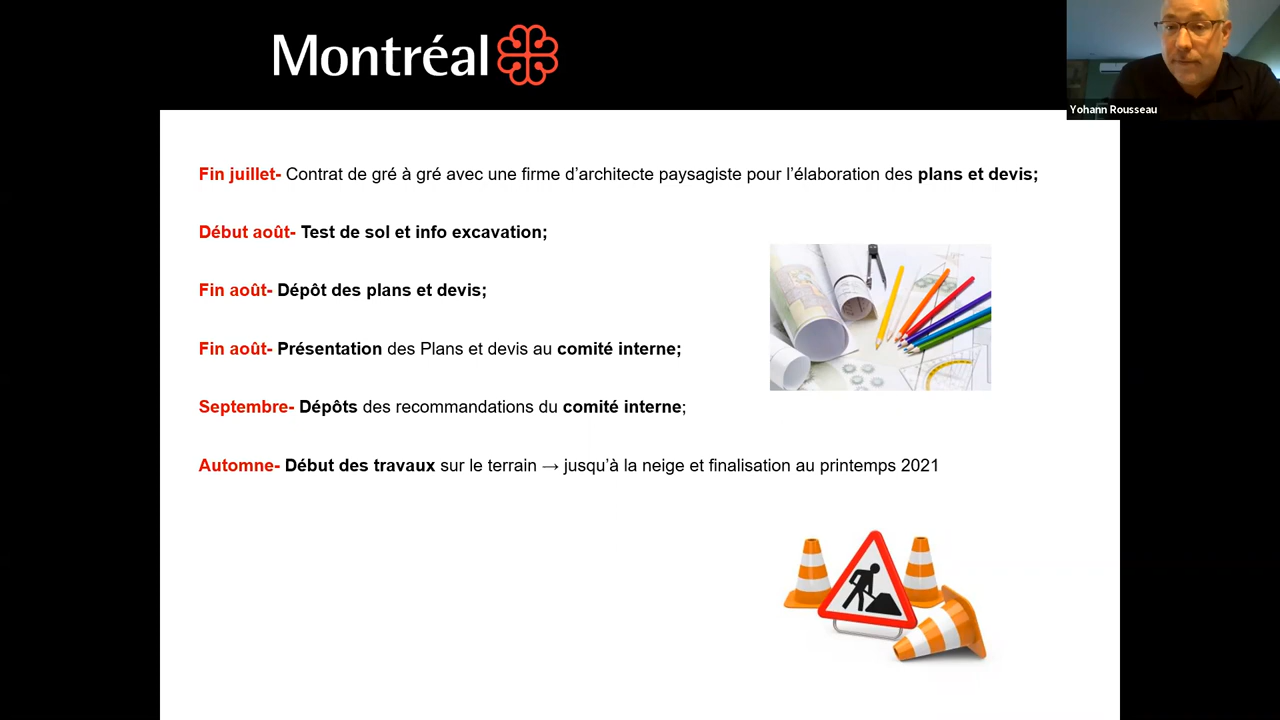 Montréal
Yohann Rousseau
Fin juillet- Contrat de gré à gré avec une firme d’architecte paysagiste pour l’élaboration des plans et devis;
Début août- Test de sol et info excavation;
Fin août- Dépôt des plans et devis;
Fin août- Présentation des Plans et devis au comité interne;
Septembre- Dépôts des recommandations du comité interne;
Automne- Début des travaux sur le terrain → jusqu’à la neige et finalisation au printemps 2021